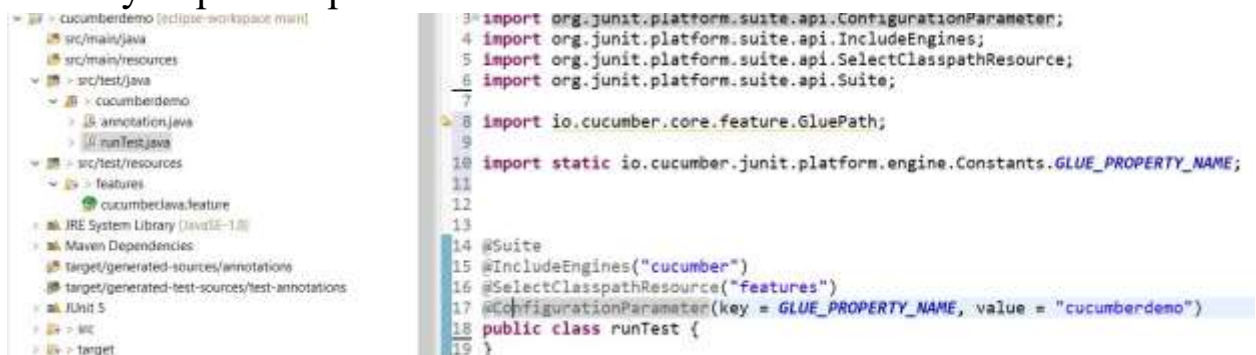 cucumberdemo [eclipse-workspace main]
src/main/java
src/main/resources
> src/test/java
> cucumberdemo
> annotation.java
> runTest.java
> src/test/resources
> features
cucumberJava.feature
JRE System Library [JavaSE-1.8]
Maven Dependencies
target/generated-sources/annotations
target/generated-test-sources/test-annotations
JUnit 5
> src
> target
3 import org.junit.platform.suite.api.ConfigurationParameter;
4 import org.junit.platform.suite.api.IncludeEngines;
5 import org.junit.platform.suite.api.SelectClasspathResource;
6 import org.junit.platform.suite.api.Suite;
7
8 import io.cucumber.core.feature.GluePath;
9
10 import static io.cucumber.junit.platform.engine.Constants.GLUE_PROPERTY_NAME;
11
12
13
14 @Suite
15 @IncludeEngines("cucumber")
16 @SelectClasspathResource("features")
17 @ConfigurationParameter(key = GLUE_PROPERTY_NAME, value = "cucumberdemo")
18 public class runTest {
19 }